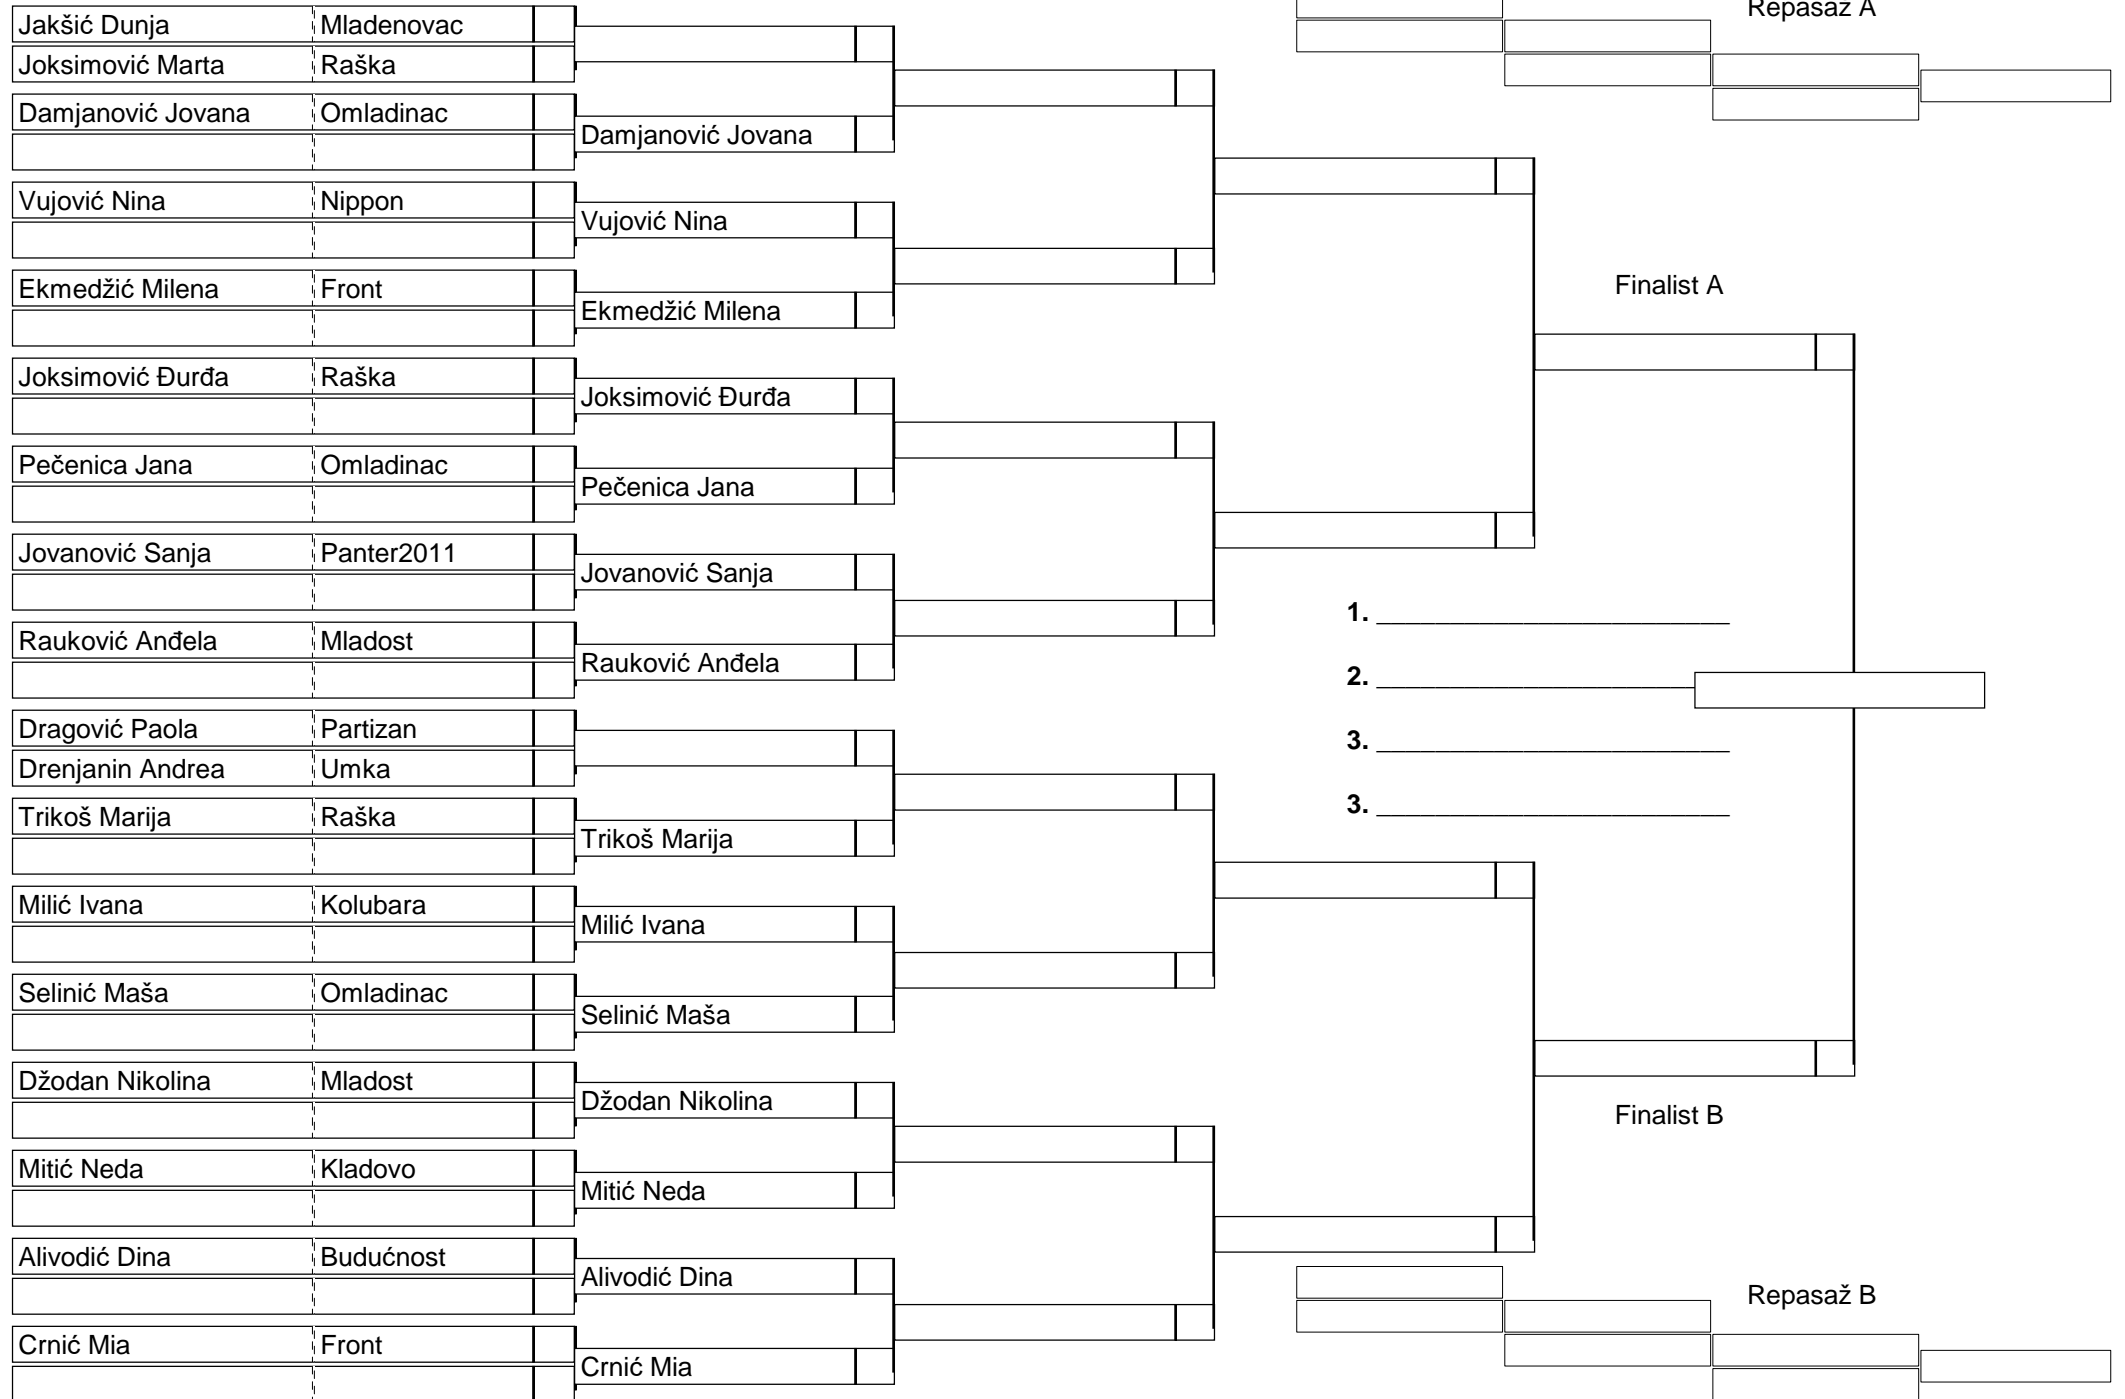 Jakšić Dunja Mladenovac
Joksimović Marta Raška
Damjanović Jovana Omladinac
Damjanović Jovana
Vujović Nina Nippon
Vujović Nina
Ekmedžić Milena Front
Ekmedžić Milena
Joksimović Đurđa Raška
Joksimović Đurđa
Pečenica Jana Omladinac
Pečenica Jana
Jovanović Sanja Panter2011
Jovanović Sanja
Rauković Anđela Mladost
Rauković Anđela
Dragović Paola Partizan
Drenjanin Andrea Umka
Trikoš Marija Raška
Trikoš Marija
Milić Ivana Kolubara
Milić Ivana
Selinić Maša Omladinac
Selinić Maša
Džodan Nikolina Mladost
Džodan Nikolina
Mitić Neda Kladovo
Mitić Neda
Alivodić Dina Budućnost
Alivodić Dina
Crnić Mia Front
Crnić Mia
Repasaž A
Finalist A
1. ________________________
2. ________________________
3. ________________________
3. ________________________
Finalist B
Repasaž B